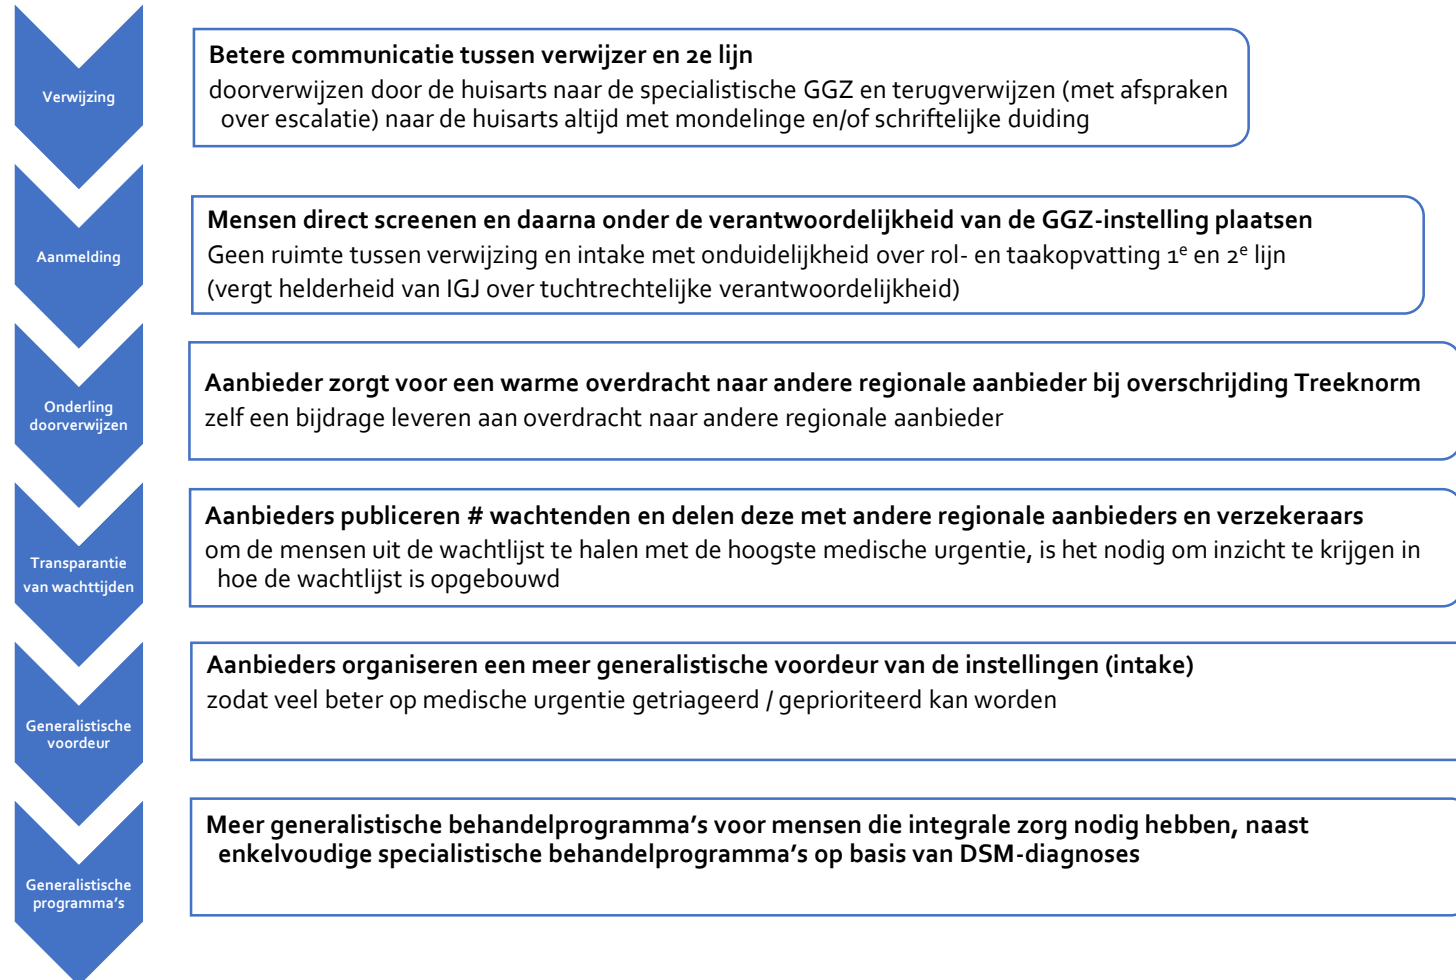 Verwijzing
Betere communicatie tussen verwijzer en 2e lijn
doorverwijzen door de huisarts naar de specialistische GGZ en terugverwijzen (met afspraken
over escalatie) naar de huisarts altijd met mondelinge en/of schriftelijke duiding
Aanmelding
Mensen direct screenen en daarna onder de verantwoordelijkheid van de GGZ-instelling plaatsen
Geen ruimte tussen verwijzing en intake met onduidelijkheid over rol- en taakopvatting 1e en 2e lijn
(vergt helderheid van IGJ over tuchtrechtelijke verantwoordelijkheid)
Onderling
doorverwijzen
Aanbieder zorgt voor een warme overdracht naar andere regionale aanbieder bij overschrijding Treeknorm
zelf een bijdrage leveren aan overdracht naar andere regionale aanbieder
Transparantie
van wachttijden
Aanbieders publiceren # wachtenden en delen deze met andere regionale aanbieders en verzekeraars
om de mensen uit de wachtlijst te halen met de hoogste medische urgentie, is het nodig om inzicht te krijgen in
hoe de wachtlijst is opgebouwd
Generalistische
voordeur
Aanbieders organiseren een meer generalistische voordeur van de instellingen (intake)
zodat veel beter op medische urgentie getriageerd / geprioriteerd kan worden
Generalistische
programma's
Meer generalistische behandelprogramma's voor mensen die integrale zorg nodig hebben, naast
enkelvoudige specialistische behandelprogramma's op basis van DSM-diagnoses